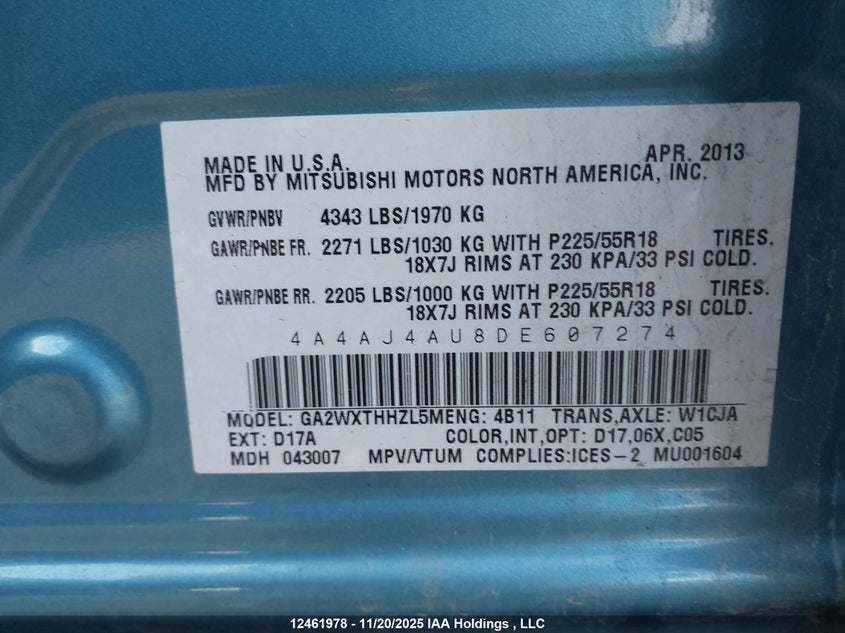 APR. 2013
MADE IN U.S.A.
MFD BY MITSUBISHI MOTORS NORTH AMERICA, INC.
GVWR/PNBV 4343 LBS/1970 KG
GAWR/PNBE FR. 2271 LBS/1030 KG WITH P225/55R18 TIRES.
18X7J RIMS AT 230 KPA/33 PSI COLD.
GAWR/PNBE RR. 2205 LBS/1000 KG WITH P225/55R18 TIRES.
18X7J RIMS AT 230 KPA/33 PSI COLD.
4A4AJ4AU8DE607274
MODEL: GA2WXTHHZL5MENG: 4B11 TRANS,AXLE: W1CJA
EXT: D17A COLOR,INT,OPT: D17,06X,C05
MDH 043007 MPV/VTUM COMPLIES:ICES-2 MU001604
12461978 - 11/20/2025 IAA Holdings , LLC